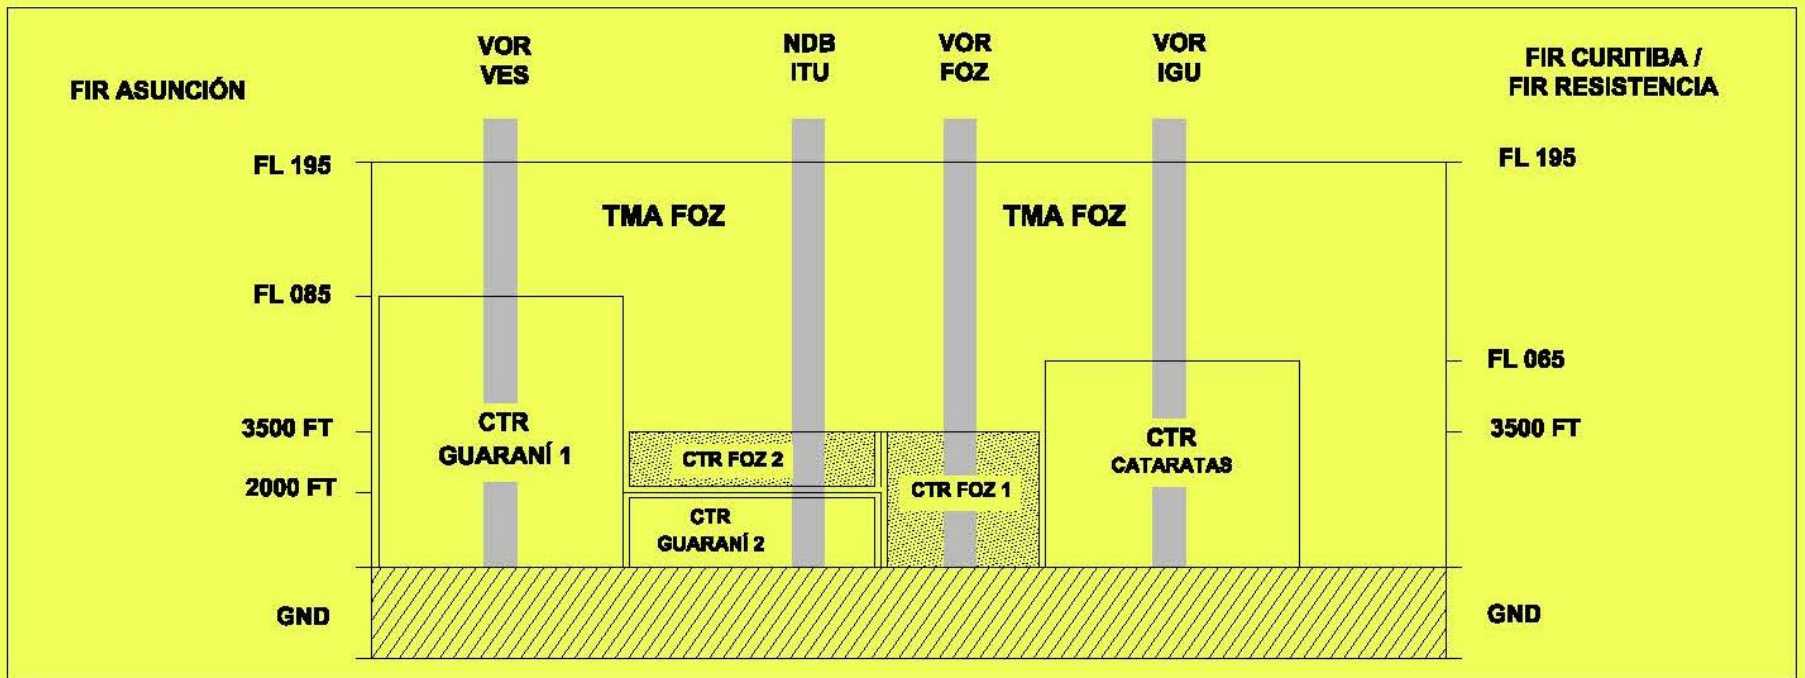 VOR
VES
NDB
ITU
VOR
FOZ
VOR
IGU
FIR ASUNCIÓN
FIR CURITIBA /
FIR RESISTENCIA
FL 195
FL 195
TMA FOZ
TMA FOZ
FL 085
FL 065
3500 FT
3500 FT
2000 FT
CTR
GUARANÍ 1
CTR FOZ 2
CTR
GUARANÍ 2
CTR FOZ 1
CTR
CATARATAS
GND
GND